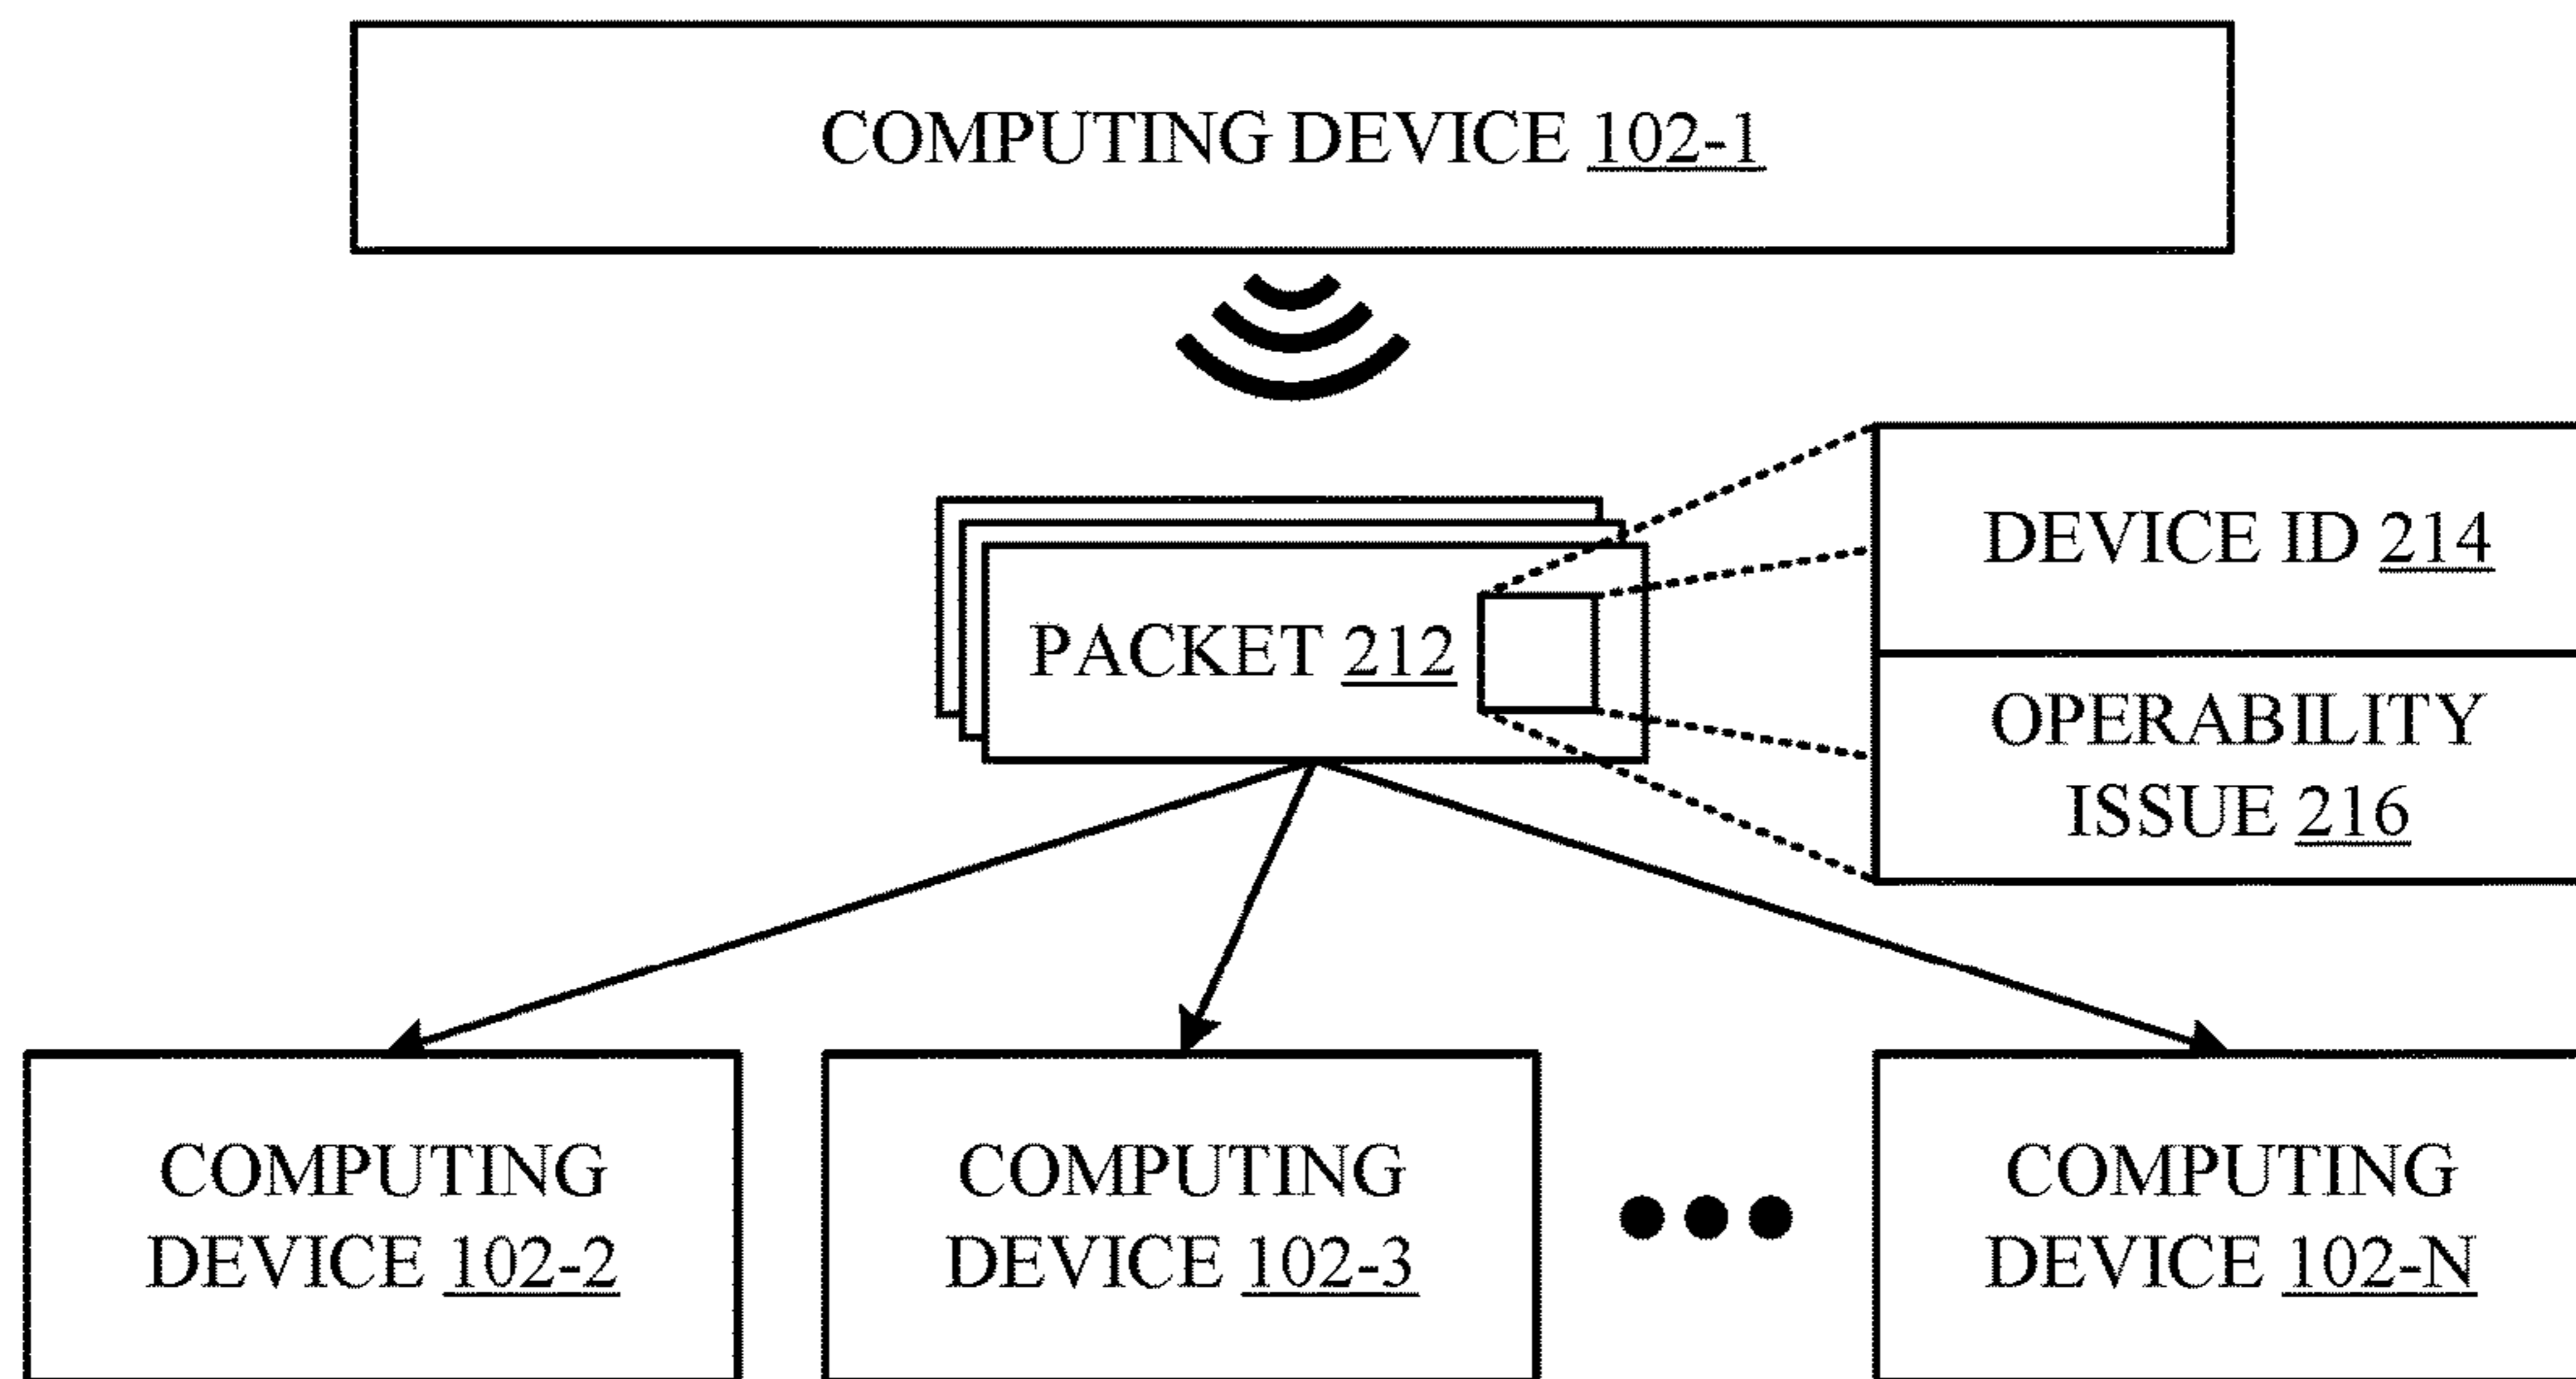 COMPUTING DEVICE 102-1
DEVICE ID 214
PACKET 212
OPERABILITY
ISSUE 216
COMPUTING
DEVICE 102-2
COMPUTING
DEVICE 102-3
COMPUTING
DEVICE 102-N